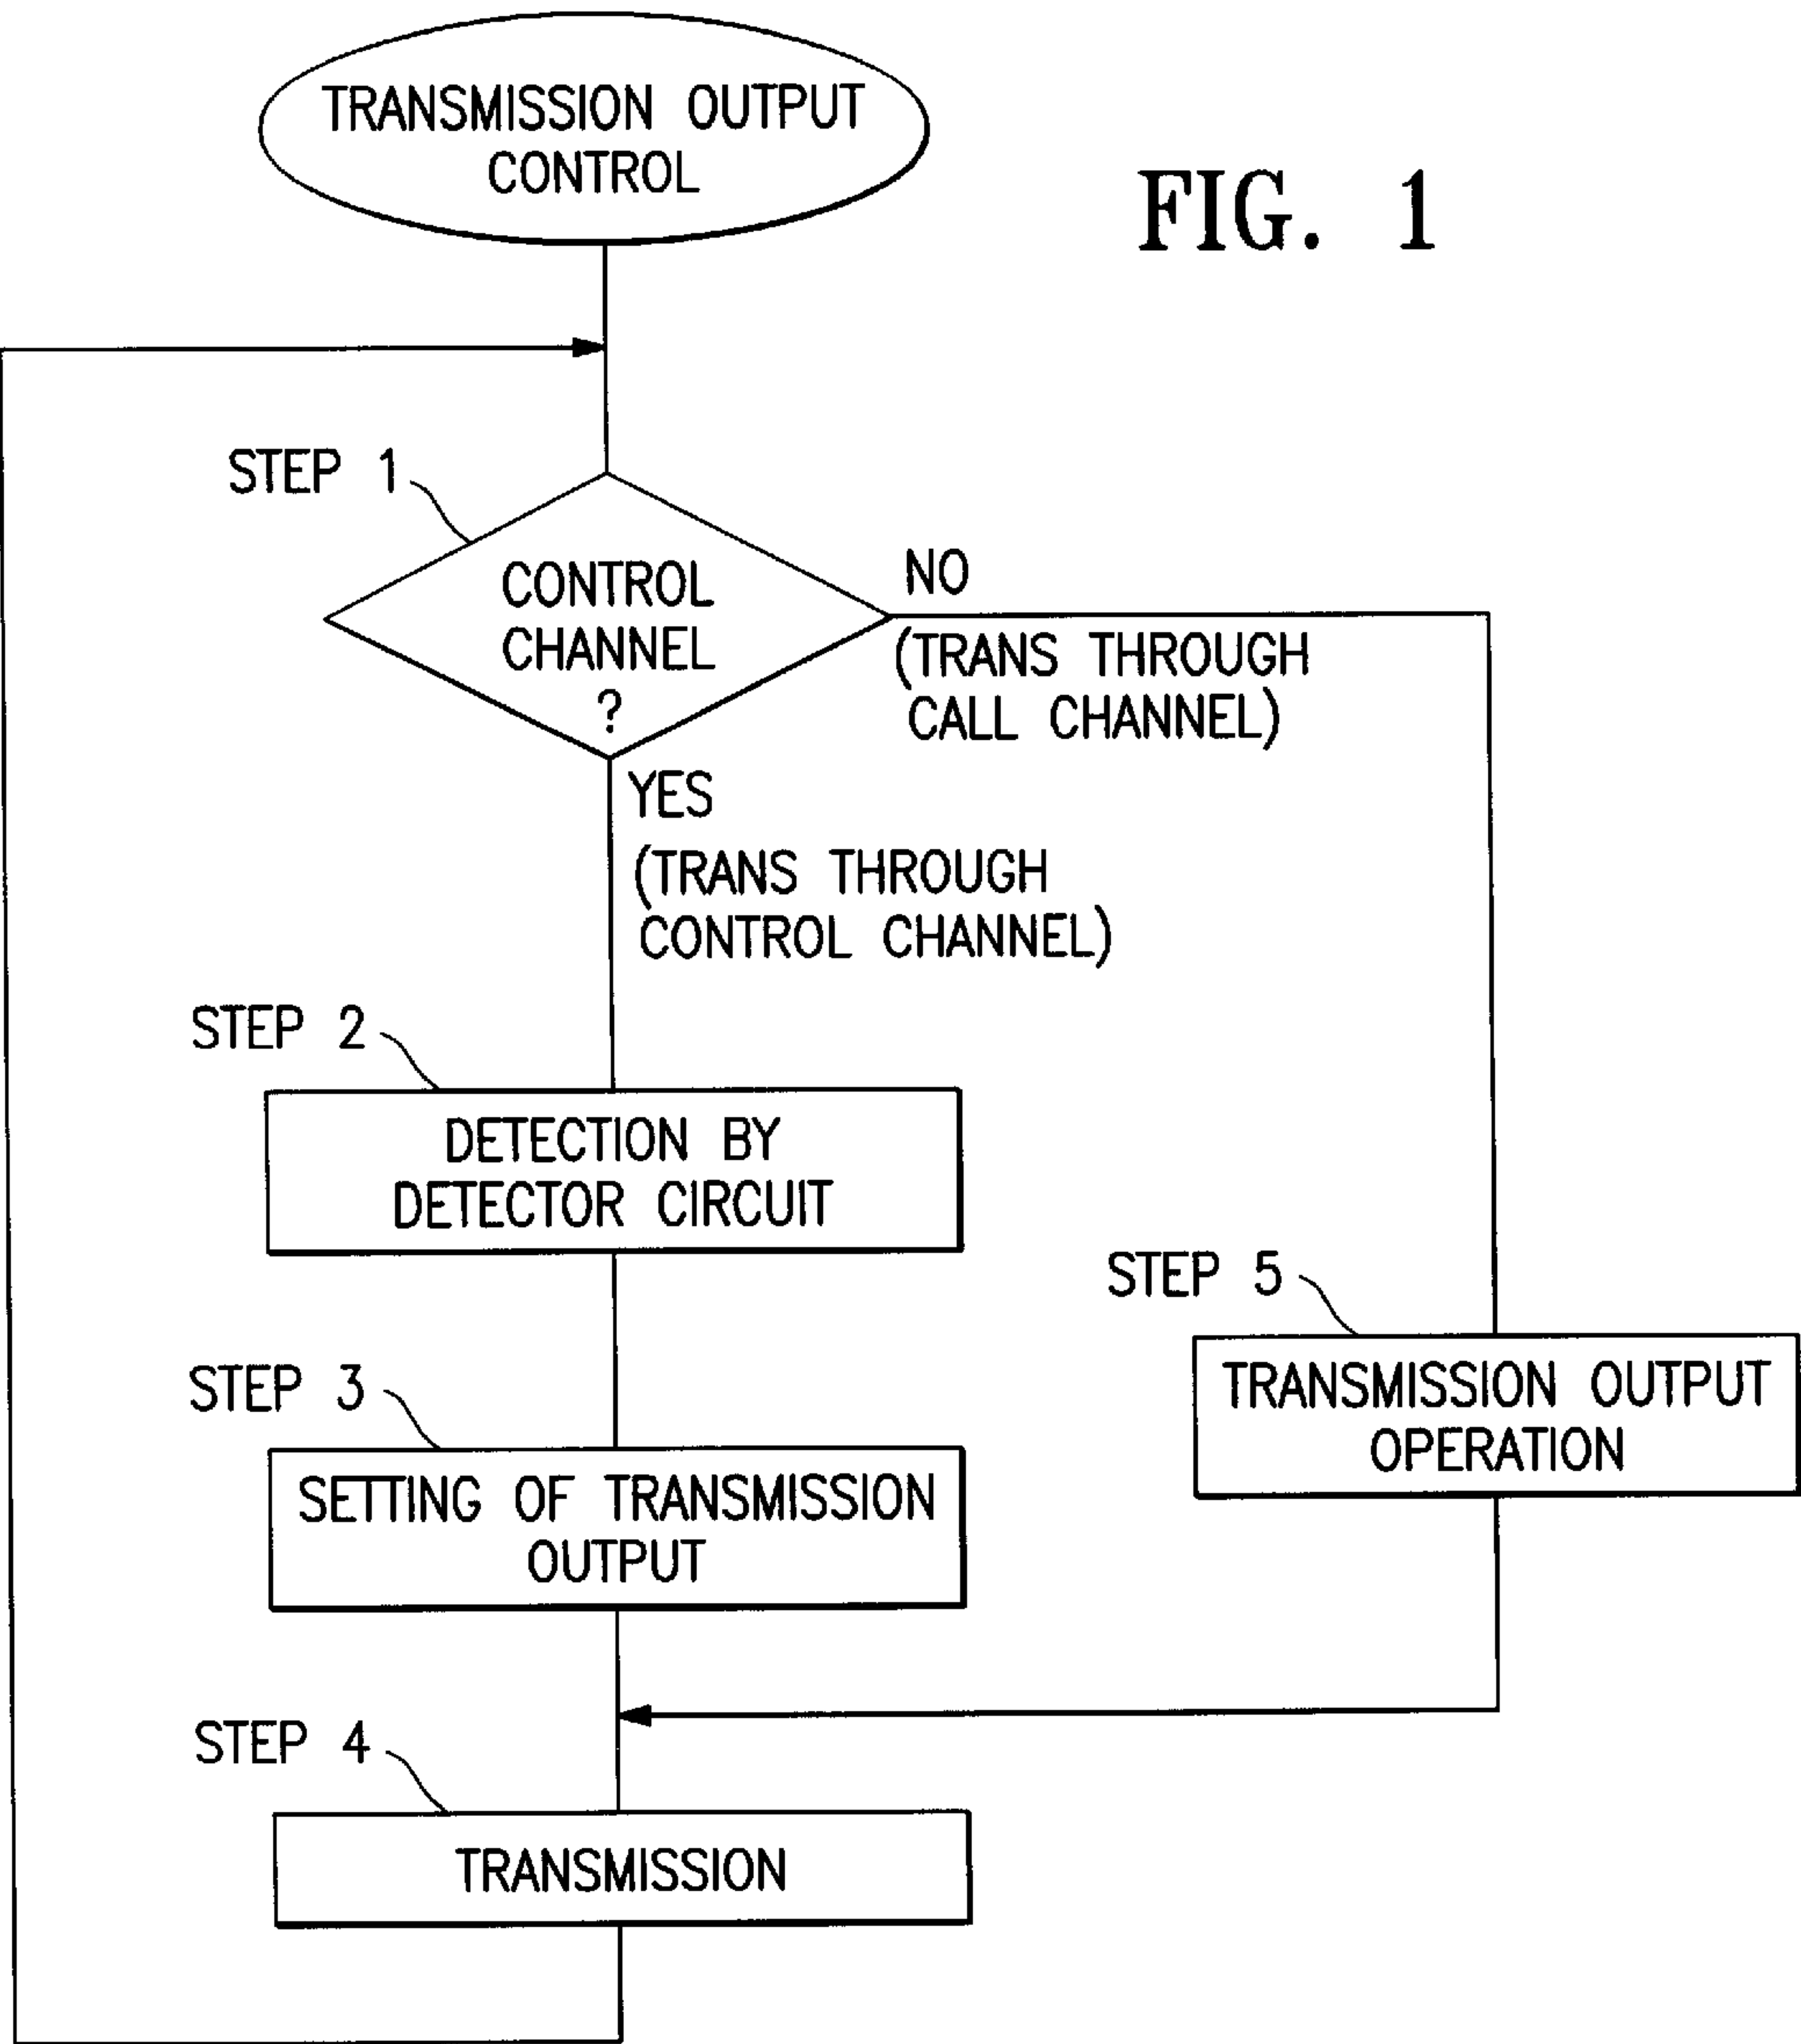 TRANSMISSION OUTPUT
CONTROL
FIG. 1
STEP 1
CONTROL
CHANNEL
?
NO
(TRANS THROUGH
CALL CHANNEL)
YES
(TRANS THROUGH
CONTROL CHANNEL)
STEP 2
DETECTION BY
DETECTOR CIRCUIT
STEP 3
SETTING OF TRANSMISSION
OUTPUT
STEP 5
TRANSMISSION OUTPUT
OPERATION
STEP 4
TRANSMISSION